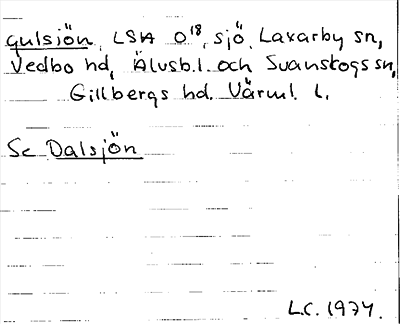 gulsjön, LSA O18, sjö, Laxarby sn,
Vedbo hd, Älvsb.l. och Svanskogs sn,
Gillbergs hd. Värml. l.
Se Dalsjön
L.C. 1974.